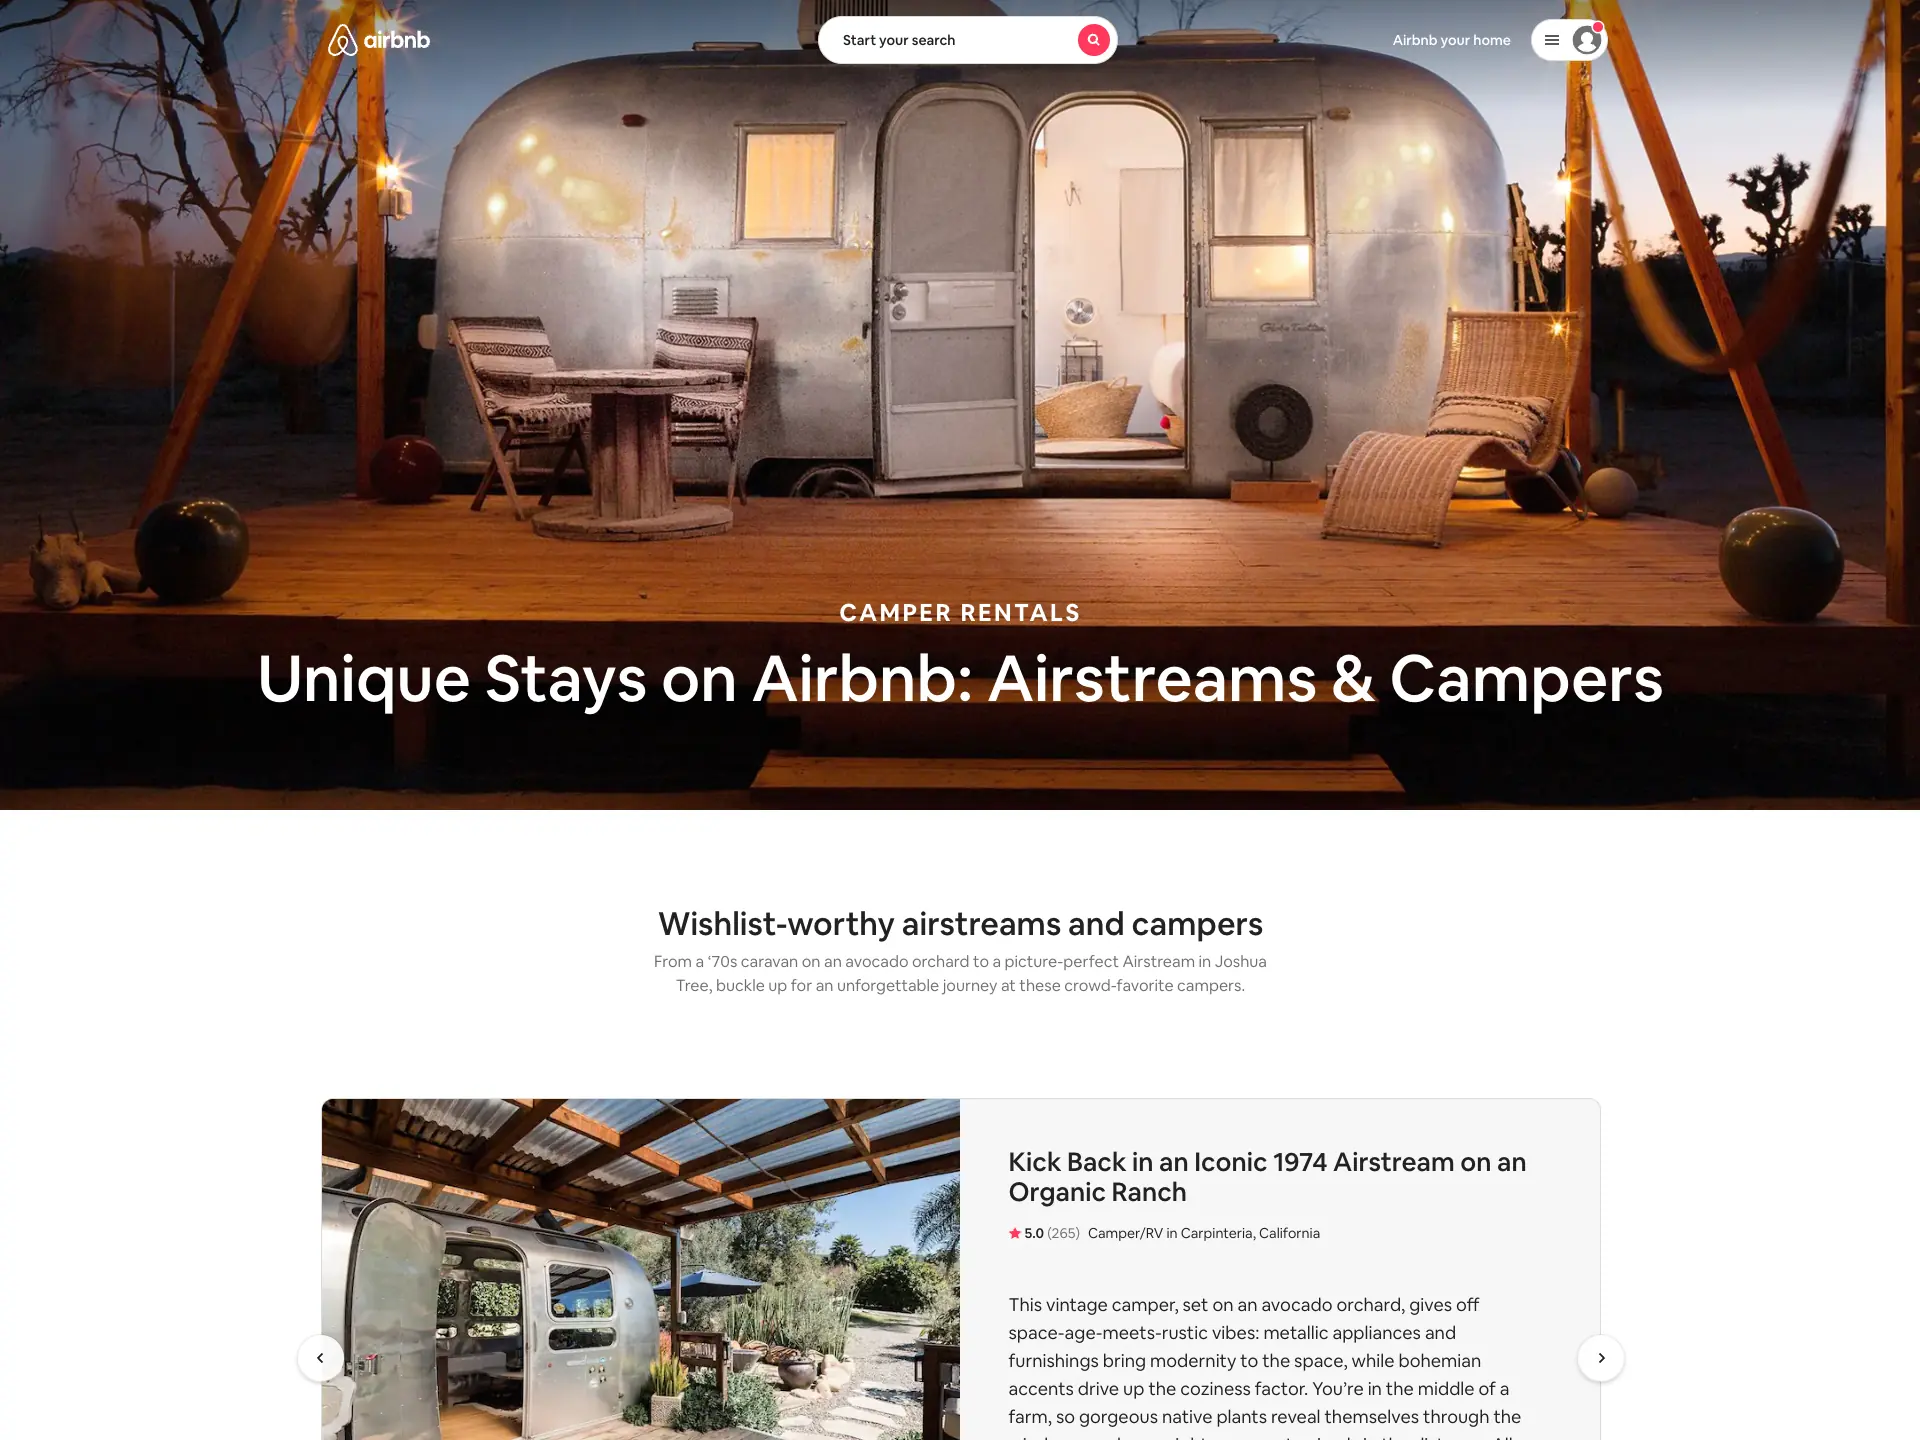 airbnb
Start your search
Airbnb your home
CAMPER RENTALS
Unique Stays on Airbnb: Airstreams & Campers
Wishlist-worthy airstreams and campers
From a ‘70s caravan on an avocado orchard to a picture-perfect Airstream in Joshua
Tree, buckle up for an unforgettable journey at these crowd-favorite campers.
Kick Back in an Iconic 1974 Airstream on an
Organic Ranch
5.0 (265) Camper/RV in Carpinteria, California
This vintage camper, set on an avocado orchard, gives off
space-age-meets-rustic vibes: metallic appliances and
furnishings bring modernity to the space, while bohemian
accents drive up the coziness factor. You’re in the middle of a
farm, so gorgeous native plants reveal themselves through the